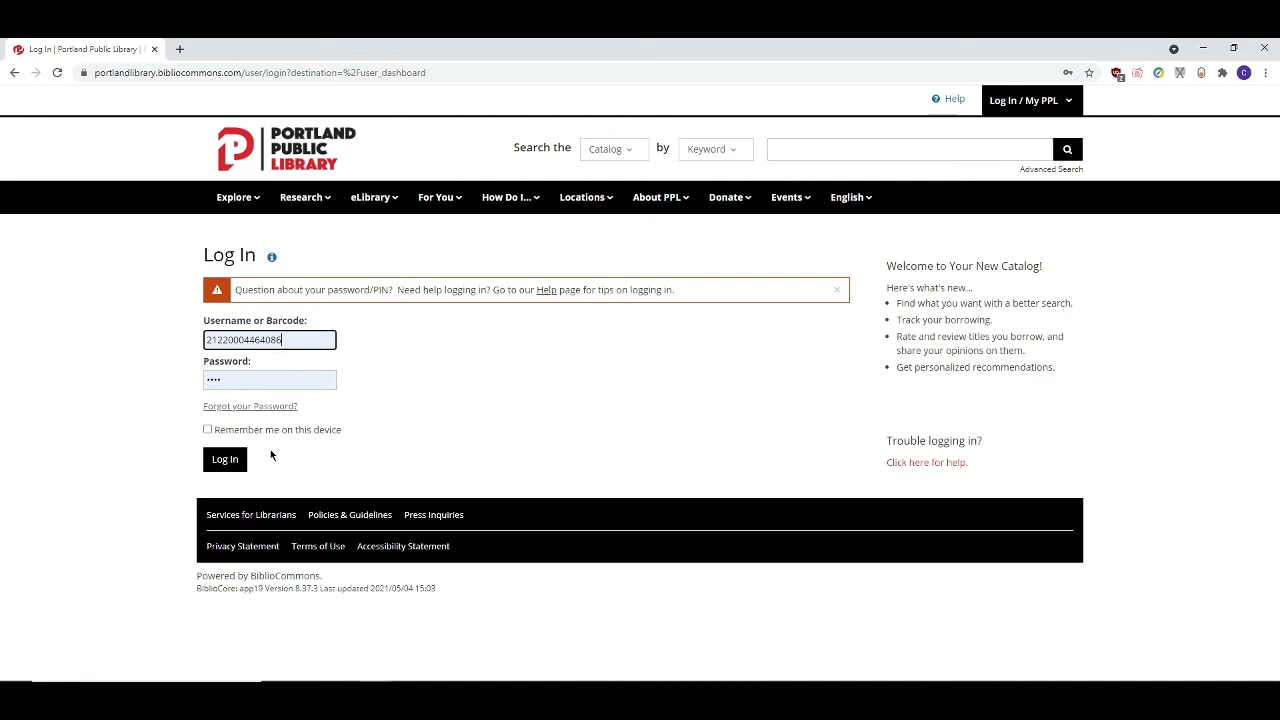 Log In | Portland Public Library |
portlandlibrary.bibliocommons.com/user/login?destination=%2Fuser_dashboard
2
C
Help
Log In / My PPL
PORTLAND
PUBLIC
LIBRARY
Search the Catalog by Keyword
Advanced Search
Explore Research eLibrary For You How Do I... Locations About PPL Donate Events English
Log In
Question about your password/PIN? Need help logging in? Go to our Help page for tips on logging in.
Username or Barcode:
21220004464086
Password:
••••
Forgot your Password?
Remember me on this device
Log In
Welcome to Your New Catalog!
Here's what's new...
• Find what you want with a better search.
• Track your borrowing.
• Rate and review titles you borrow, and
share your opinions on them.
• Get personalized recommendations.
Trouble logging in?
Click here for help.
Services for Librarians Policies & Guidelines Press Inquiries
Privacy Statement Terms of Use Accessibility Statement
Powered by BiblioCommons.
BiblioCore: app19 Version 8.37.3 Last updated 2021/05/04 15:03